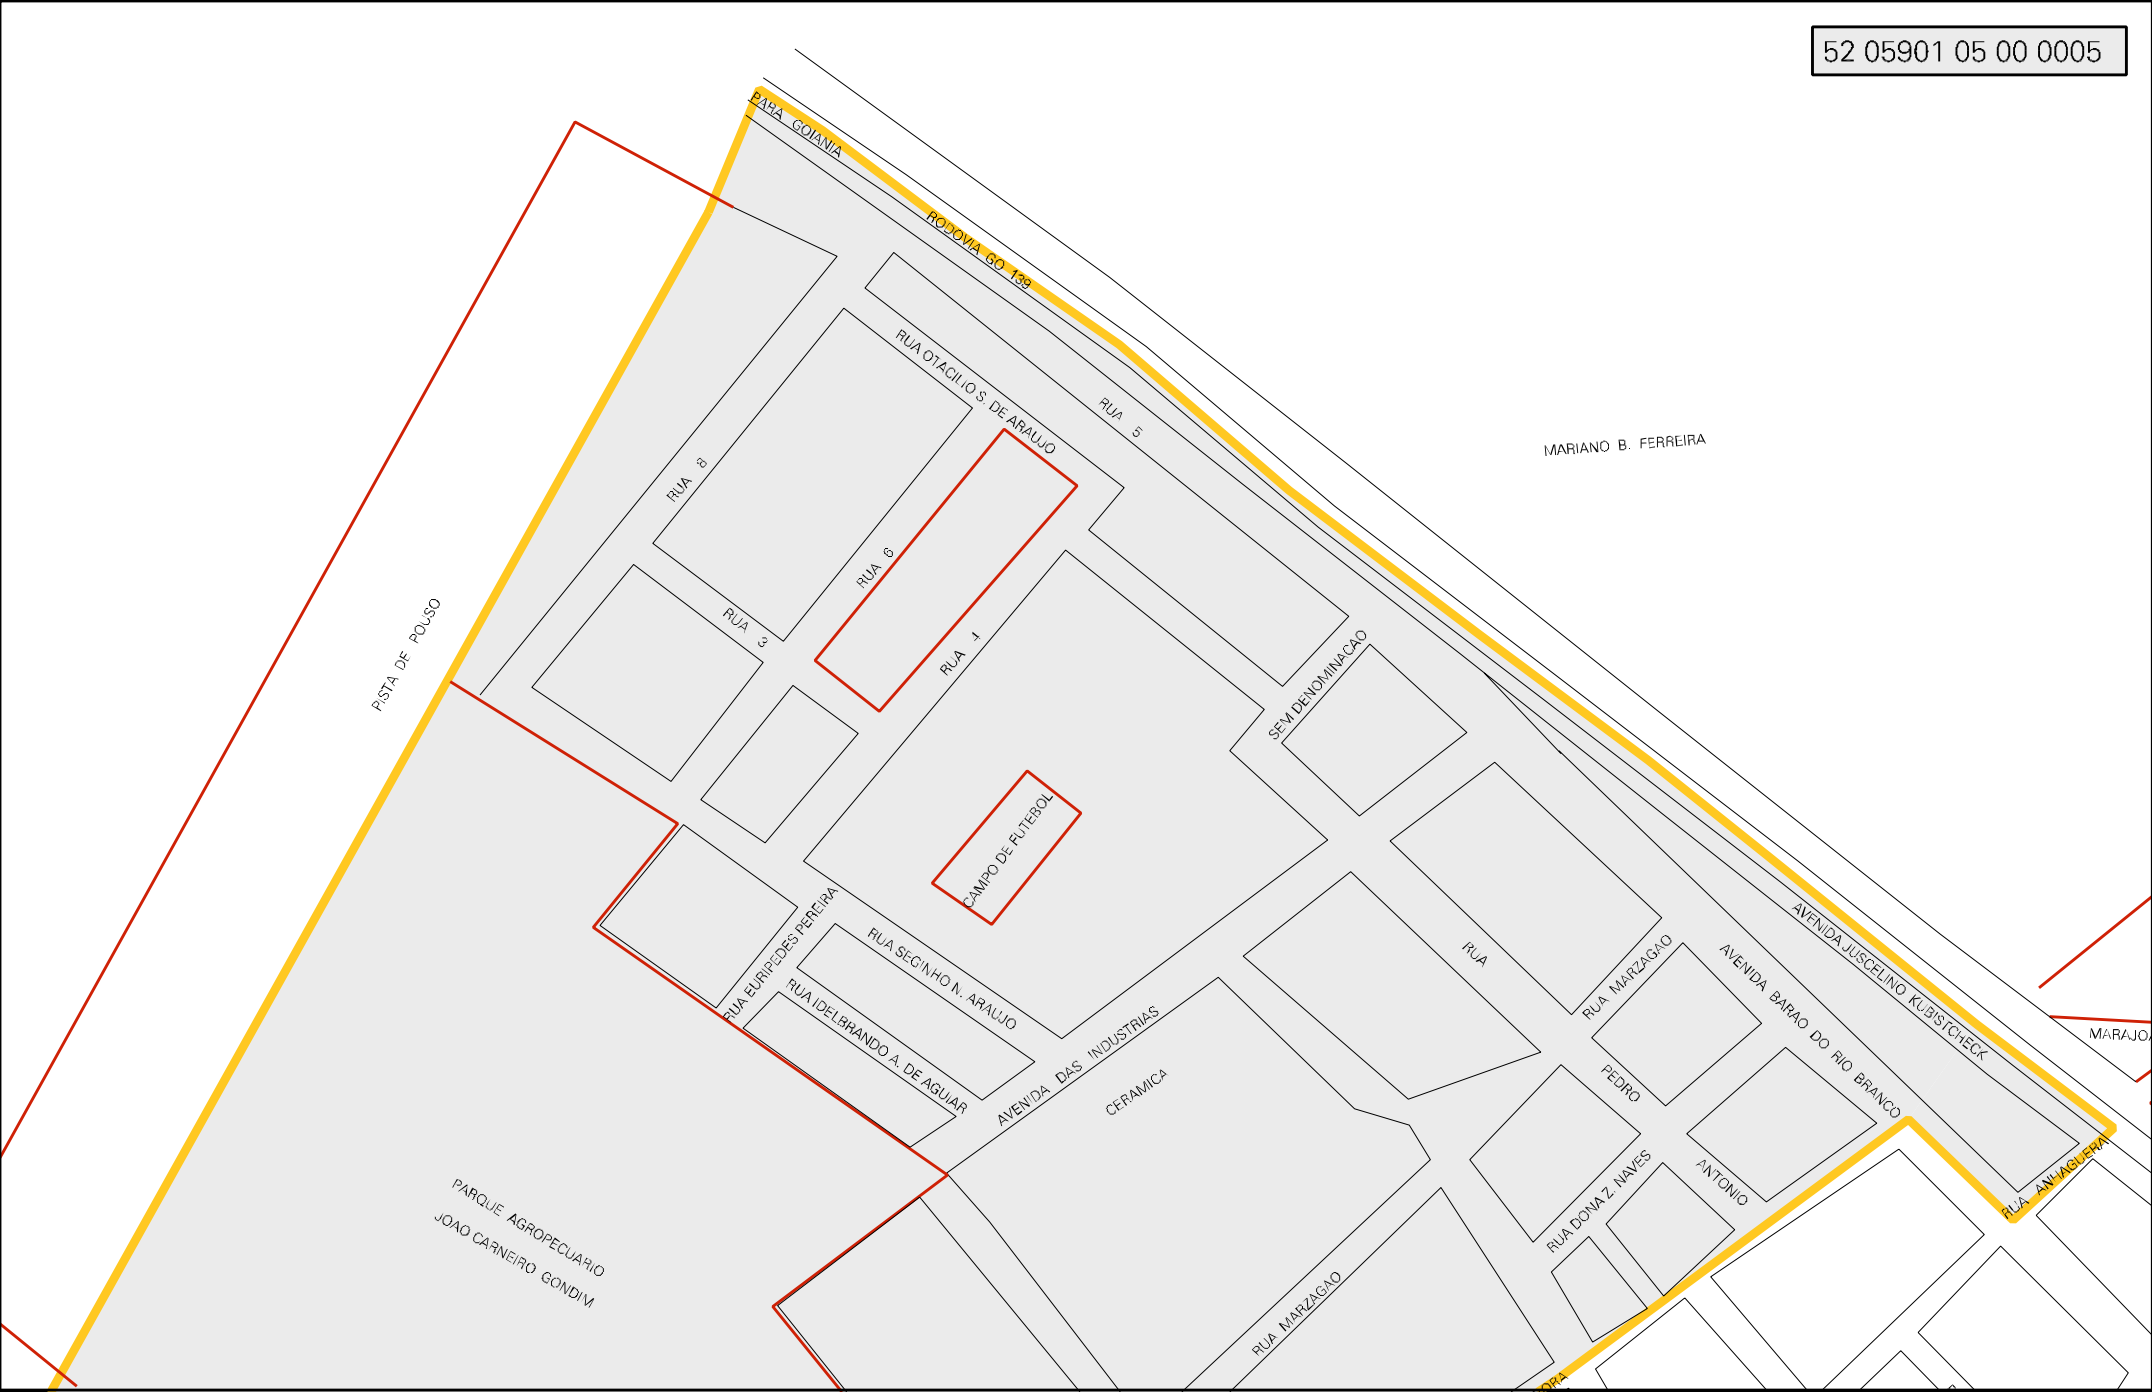 52 05901 05 00 0005
PARA GOIANIA
RODOVIA GO 139
RUA OTACILIO S. DE ARAUJO
RUA 5
MARIANO B. FERREIRA
RUA 8
RUA 6
RUA 3
RUA 4
PISTA DE POUSO
SEM DENOMINACAO
CAMPO DE FUTEBOL
RUA EURIPEDES PEREIRA
RUA SEGINHO N. ARAUJO
RUA IDELBRANDO A. DE AGUIAR
AVENIDA DAS INDUSTRIAS
CERAMICA
RUA
RUA MARZAGAO
AVENIDA BARAO DO RIO BRANCO
AVENIDA JUSCELINO KUBISTCHECK
MARAJOA
PEDRO
ANTONIO
RUA DONA Z. NAVES
RUA ANHAGUERA
PARQUE AGROPECUARIO
JOAO CARNEIRO GONDIM
RUA MARZAGAO
ORA